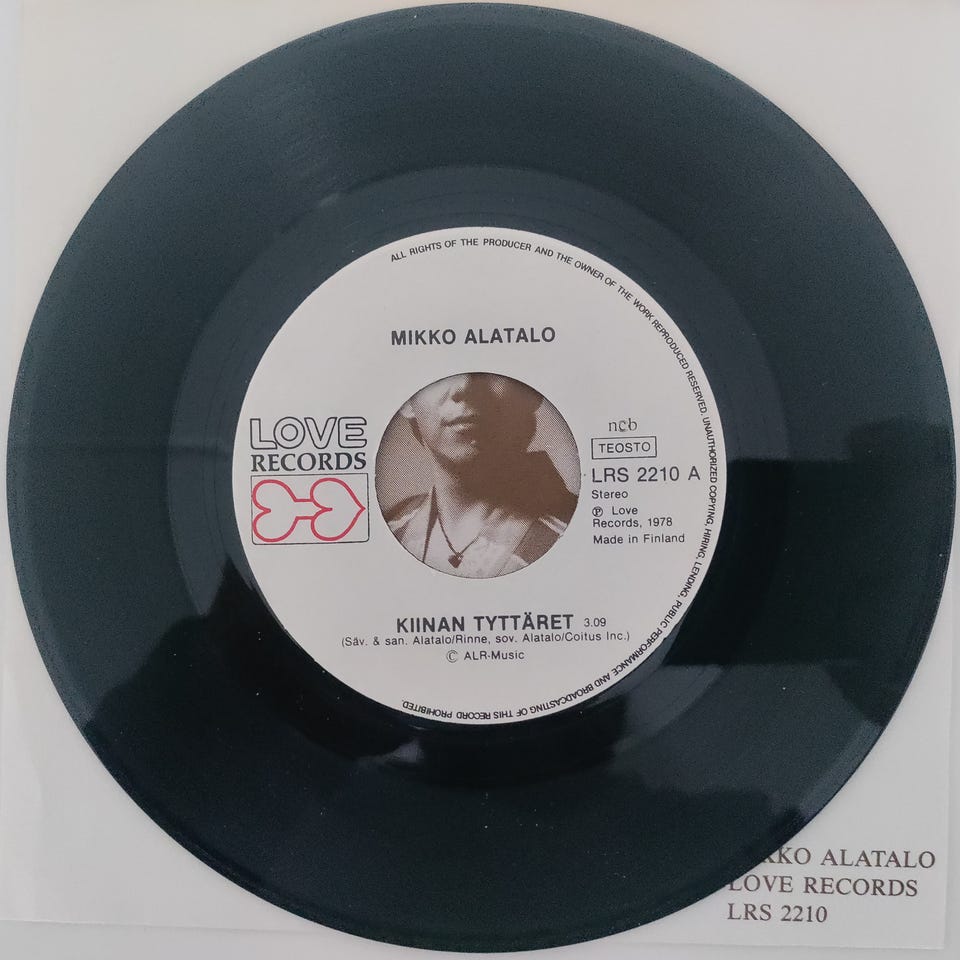 ALL RIGHTS OF THE PRODUCER AND THE OWNER OF THE WORK REPRODUCED RESERVED. UNAUTHORIZED COPYING, HIRING, LENDING, PUBLIC PERFORMANCE AND BROADCASTING OF THIS RECORD PROHIBITED
MIKKO ALATALO
LOVE
RECORDS
ncb
TEOSTO
LRS 2210 A
Stereo
℗ Love
Records, 1978
Made in Finland
KIINAN TYTTÄRET 3.09
(Säv. & san. Alatalo/Rinne, sov. Alatalo/Coitus Inc.)
© ALR-Music
KKO ALATALO
LOVE RECORDS
LRS 2210